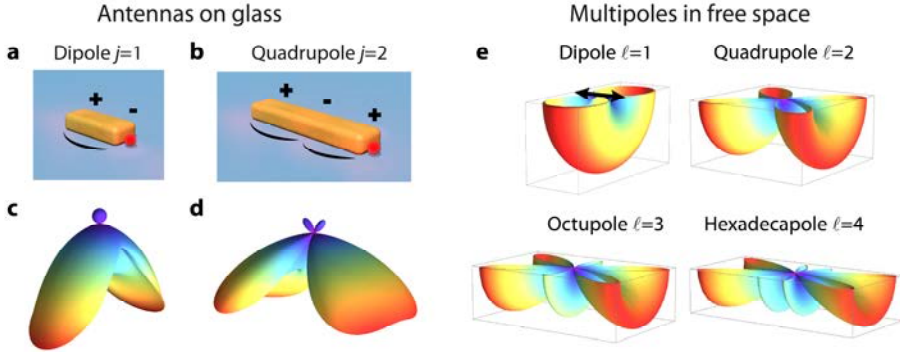 Antennas on glass
Multipoles in free space
a Dipole j=1
b Quadrupole j=2
+ -
+ - +
c
d
e Dipole ℓ=1
Quadrupole ℓ=2
Octupole ℓ=3
Hexadecapole ℓ=4